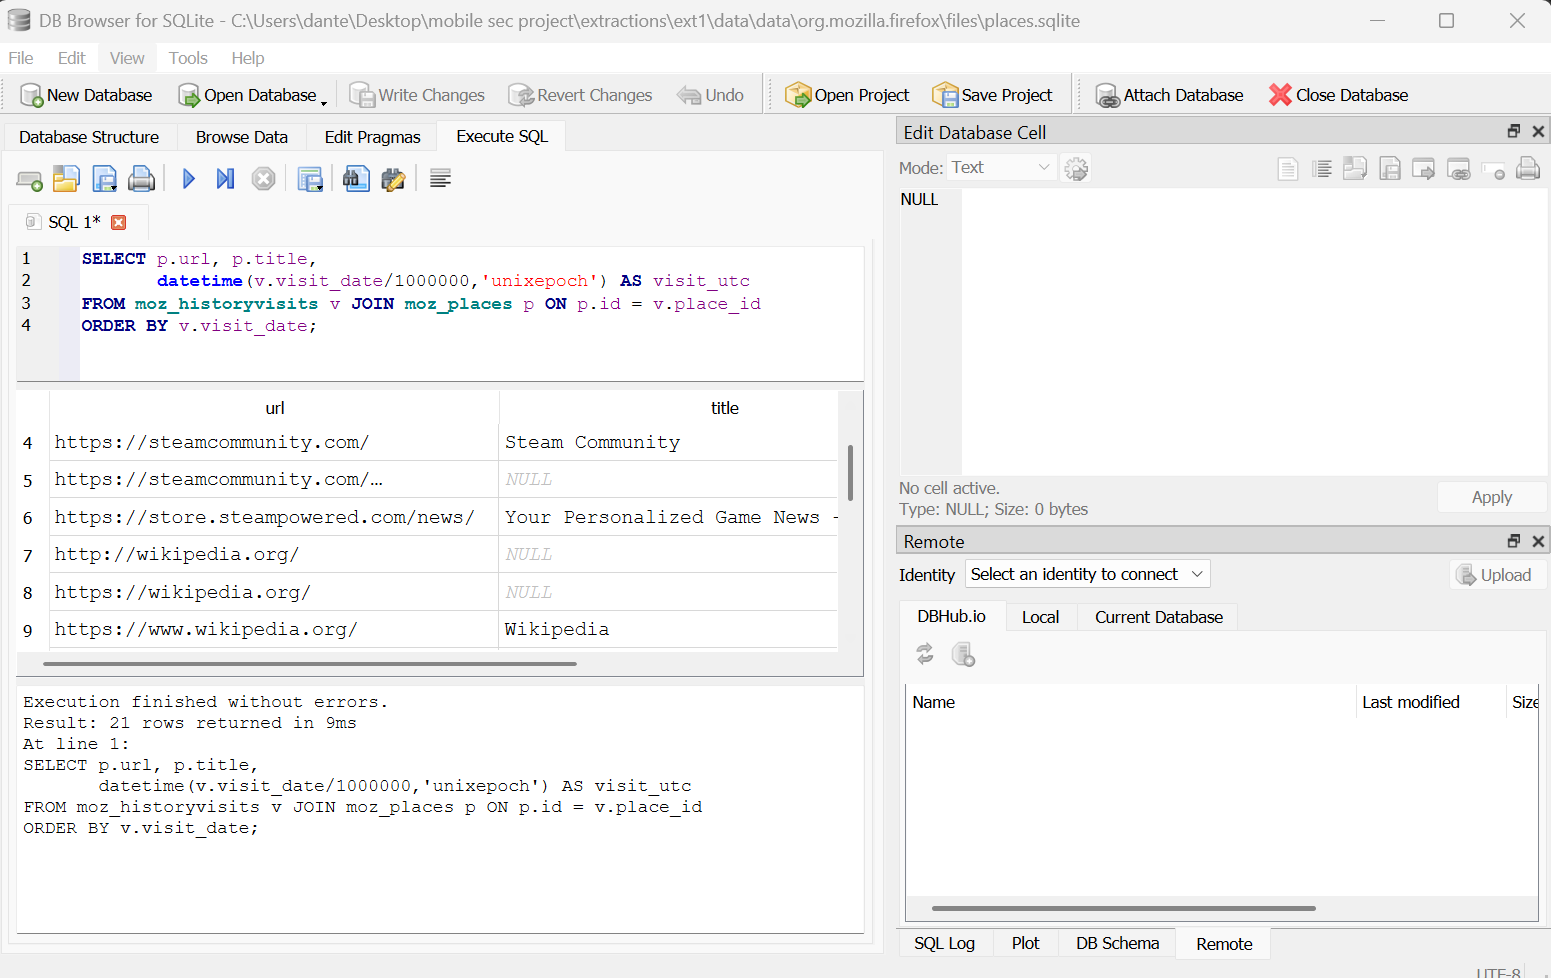 DB Browser for SQLite - C:\Users\dante\Desktop\mobile sec project\extractions\ext1\data\data\org.mozilla.firefox\files\places.sqlite
File Edit View Tools Help
New Database Open Database Write Changes Revert Changes Undo Open Project Save Project Attach Database Close Database
Database Structure Browse Data Edit Pragmas Execute SQL
SQL 1*
1 SELECT p.url, p.title,
2 datetime(v.visit_date/1000000,'unixepoch') AS visit_utc
3 FROM moz_historyvisits v JOIN moz_places p ON p.id = v.place_id
4 ORDER BY v.visit_date;
url title
4 https://steamcommunity.com/ Steam Community
5 https://steamcommunity.com/… NULL
6 https://store.steampowered.com/news/ Your Personalized Game News -
7 http://wikipedia.org/ NULL
8 https://wikipedia.org/ NULL
9 https://www.wikipedia.org/ Wikipedia
Execution finished without errors.
Result: 21 rows returned in 9ms
At line 1:
SELECT p.url, p.title,
datetime(v.visit_date/1000000,'unixepoch') AS visit_utc
FROM moz_historyvisits v JOIN moz_places p ON p.id = v.place_id
ORDER BY v.visit_date;
Edit Database Cell
Mode: Text
NULL
No cell active.
Type: NULL; Size: 0 bytes
Apply
Remote
Identity Select an identity to connect Upload
DBHub.io Local Current Database
Name Last modified Size
SQL Log Plot DB Schema Remote
UTF-8